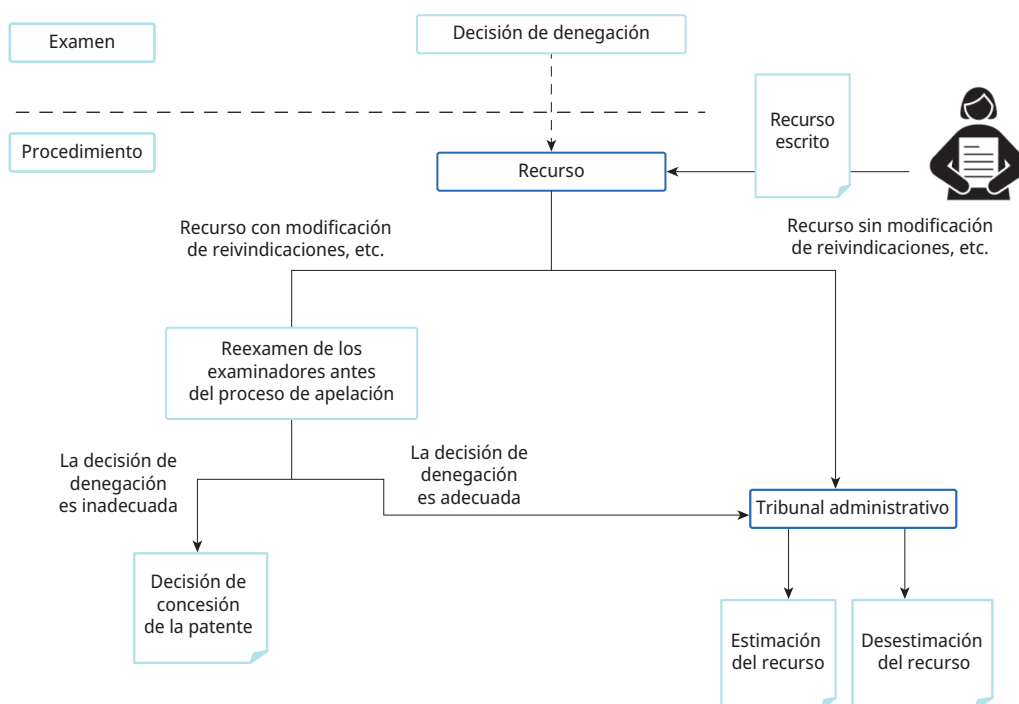 Examen
Decisión de denegación
Procedimiento
Recurso
escrito
Recurso
Recurso con modificación
de reivindicaciones, etc.
Recurso sin modificación
de reivindicaciones, etc.
Reexamen de los
examinadores antes
del proceso de apelación
La decisión de
denegación
es inadecuada
La decisión de
denegación
es adecuada
Tribunal administrativo
Decisión de
concesión
de la patente
Estimación
del recurso
Desestimación
del recurso